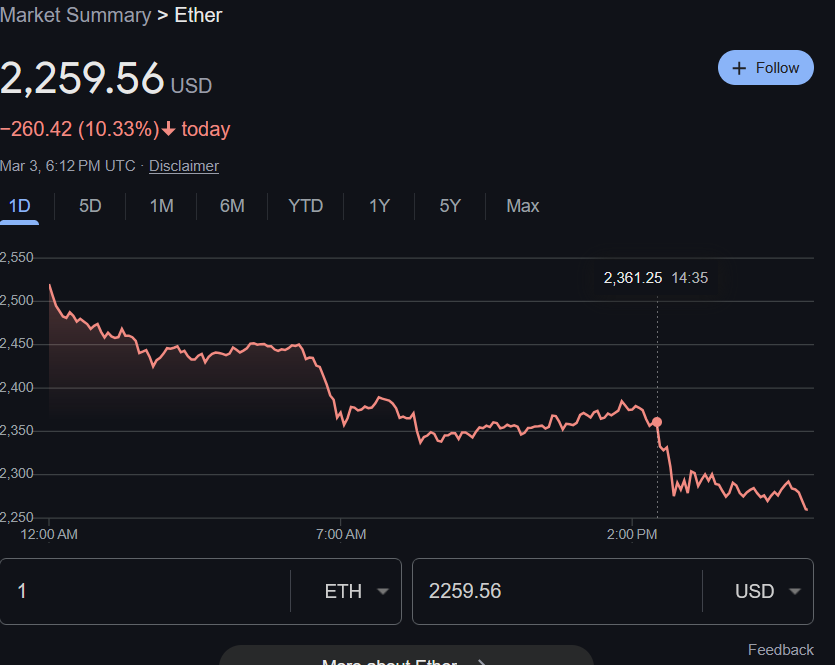 Market Summary > Ether
2,259.56 USD
+ Follow
−260.42 (10.33%) ↓ today
Mar 3, 6:12 PM UTC · Disclaimer
1D 5D 1M 6M YTD 1Y 5Y Max
2,550
2,361.25 14:35
2,500
2,450
2,400
2,350
2,300
2,250
12:00 AM 7:00 AM 2:00 PM
1 ETH 2259.56 USD
Feedback
More about Ether